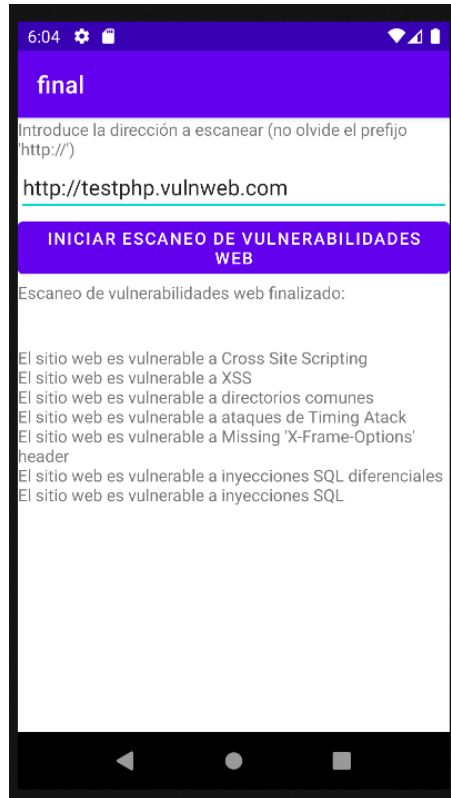 6:04
final
Introduce la dirección a escanear (no olvide el prefijo
'http://')
http://testphp.vulnweb.com
INICIAR ESCANEO DE VULNERABILIDADES
WEB
Escaneo de vulnerabilidades web finalizado:
El sitio web es vulnerable a Cross Site Scripting
El sitio web es vulnerable a XSS
El sitio web es vulnerable a directorios comunes
El sitio web es vulnerable a ataques de Timing Atack
El sitio web es vulnerable a Missing 'X-Frame-Options'
header
El sitio web es vulnerable a inyecciones SQL diferenciales
El sitio web es vulnerable a inyecciones SQL